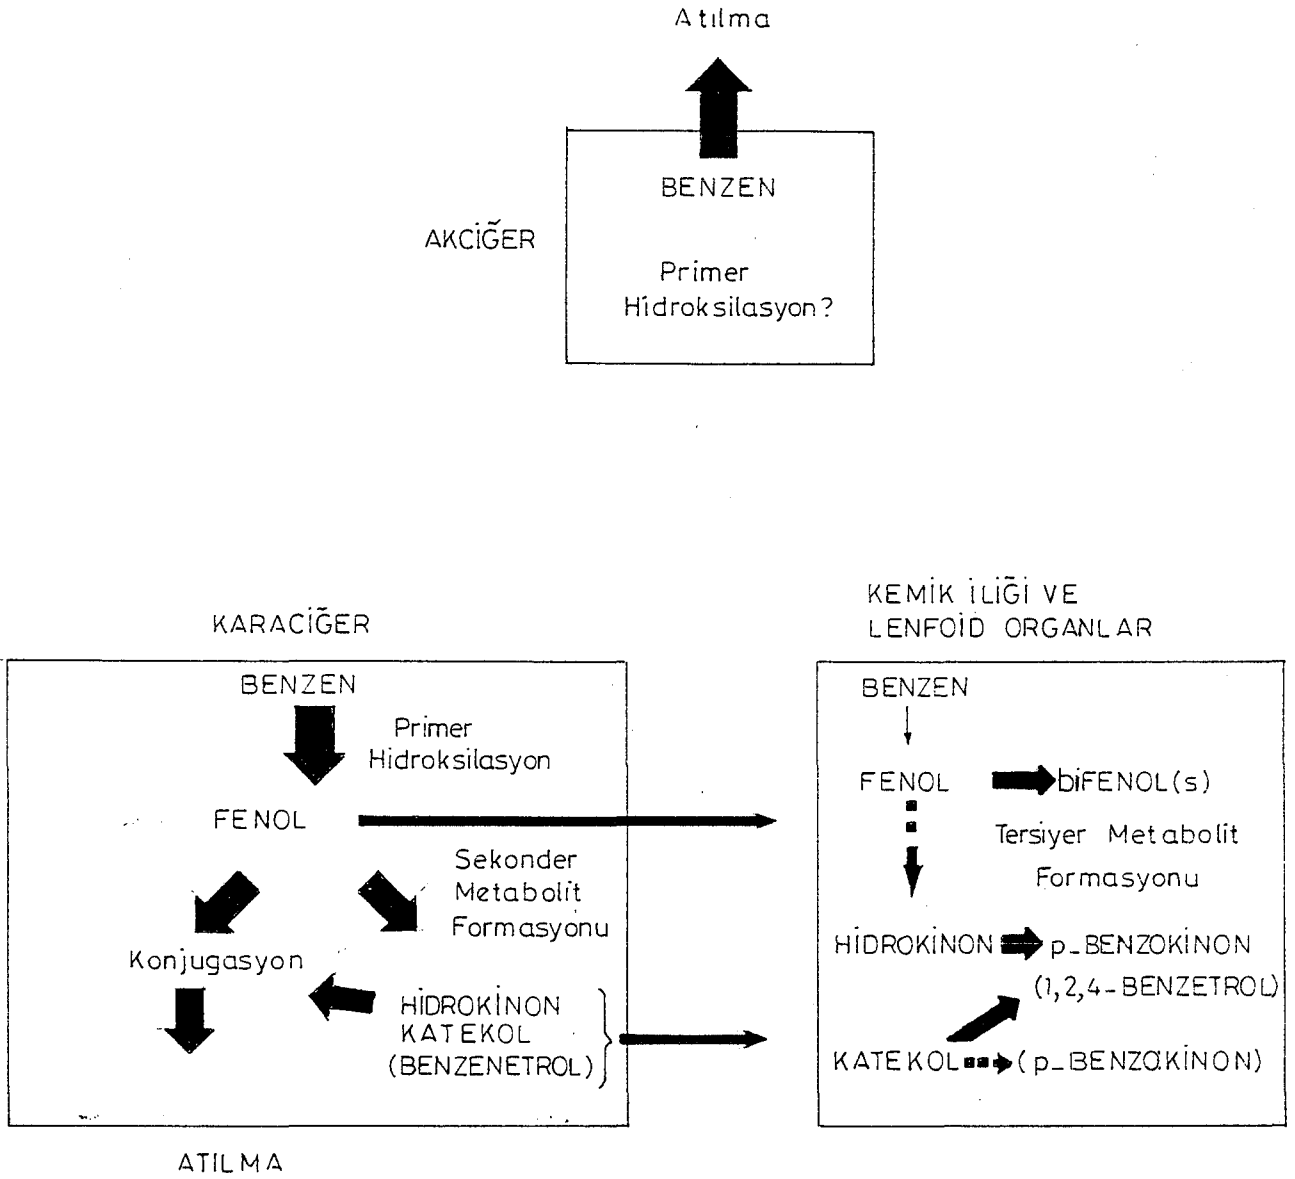 Atılma
BENZEN
AKCİĞER
Primer
Hidroksilasyon?
KARACİĞER
BENZEN
Primer
Hidroksilasyon
FENOL
Sekonder
Metabolit
Formasyonu
Konjugasyon
HİDROKİNON
KATEKOL
(BENZENETROL)
ATILMA
KEMİK İLİĞİ VE
LENFOİD ORGANLAR
BENZEN
FENOL
biFENOL(s)
Tersiyer Metabolit
Formasyonu
HİDROKİNON
p-BENZOKİNON
(1,2,4-BENZETROL)
KATEKOL
(p-BENZOKİNON)